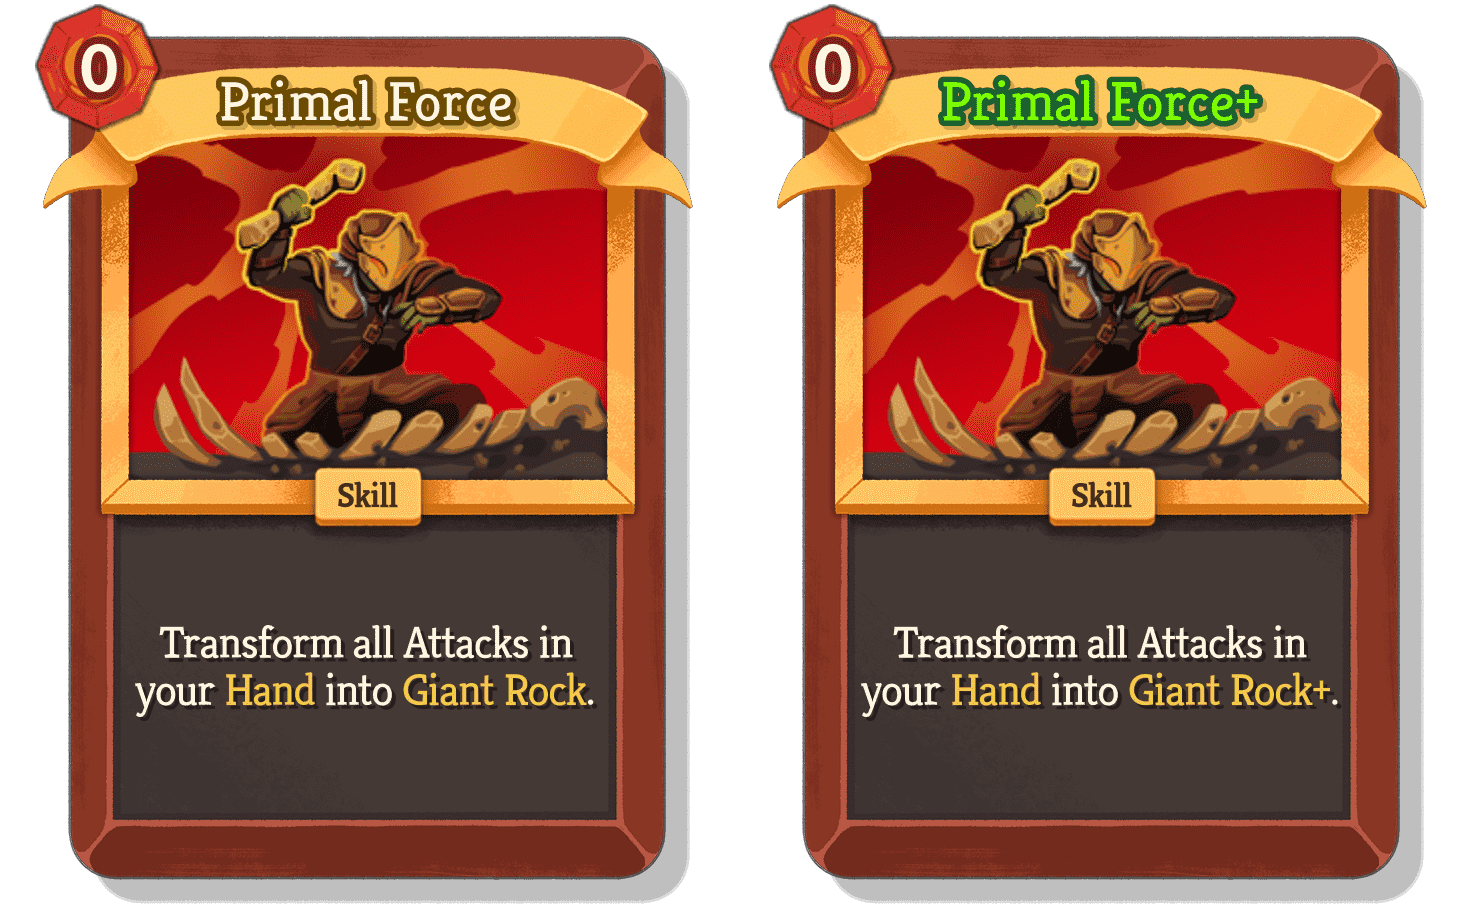 0
Primal Force
Skill
Transform all Attacks in
your Hand into Giant Rock.
0
Primal Force+
Skill
Transform all Attacks in
your Hand into Giant Rock+.